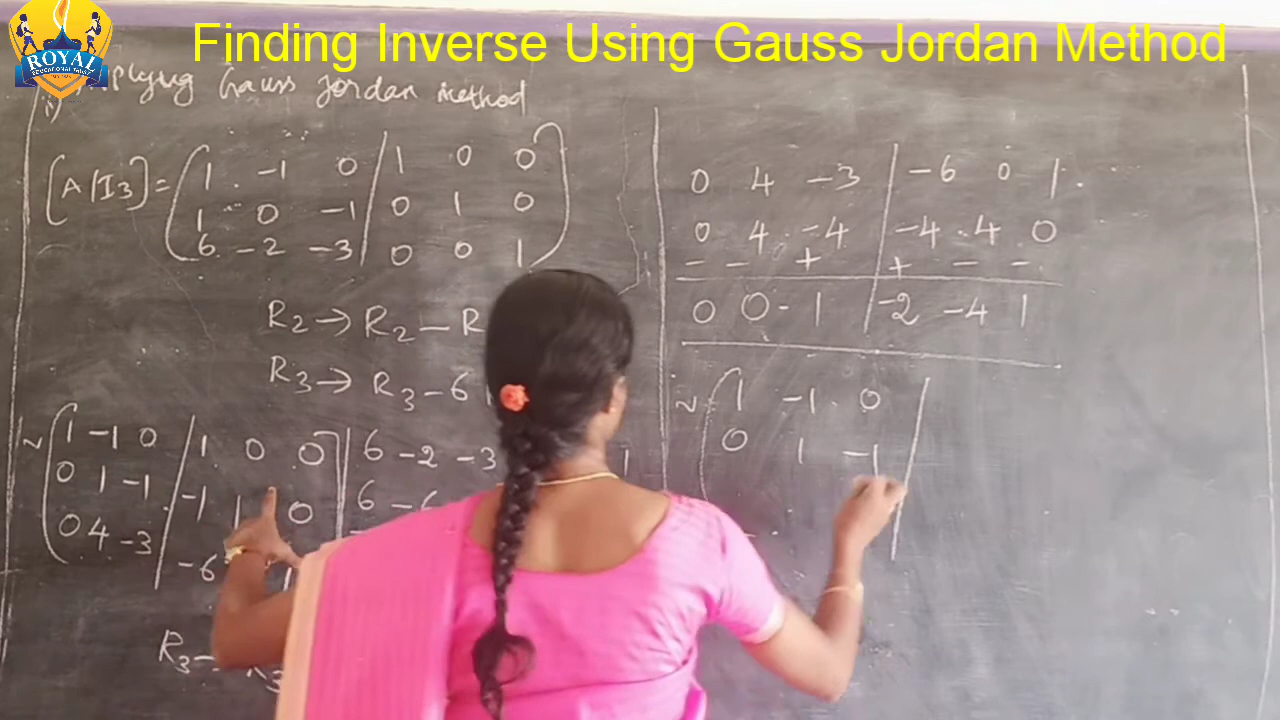 Finding Inverse Using Gauss Jordan Method
ROYAL
Gauss Jordan method
[A/I3] = 1 -1 0 | 1 0 0
1 0 -1 | 0 1 0
6 -2 -3 | 0 0 1
R2 → R2 - R
R3 → R3 - 6
~ 1 -1 0 | 1 0 0
0 1 -1 | -1 1 0
0 4 -3 | -6
6 -2 -3 1
6 -6
R3
0 4 -3 | -6 0 1
0 4 -4 | -4 4 0
- - + | + - -
0 0 -1 | -2 -4 1
~ 1 -1 0
0 1 -1